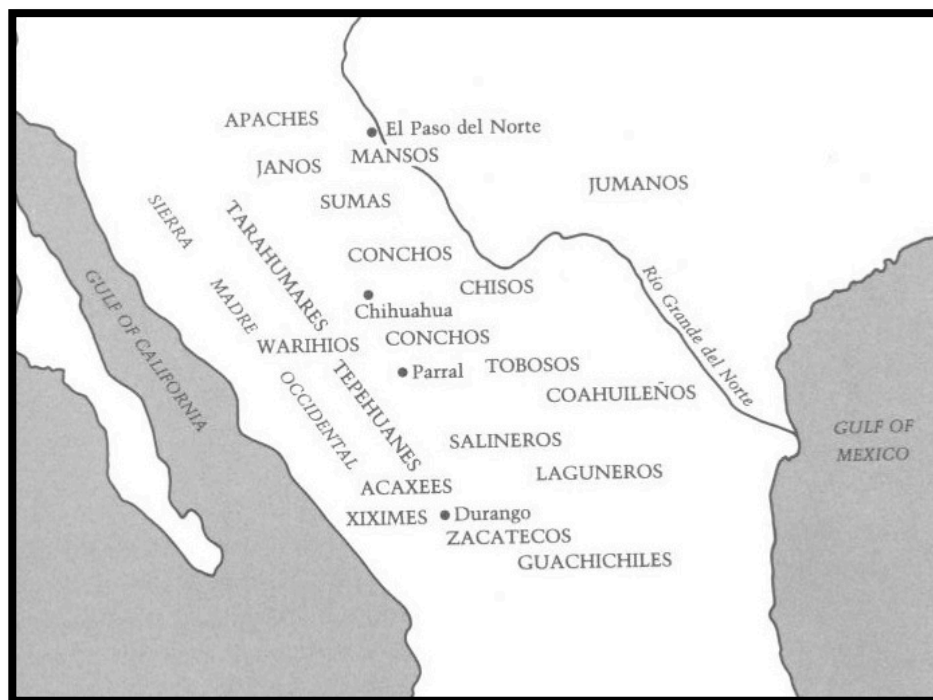 APACHES
El Paso del Norte
MANSOS
JANOS
JUMANOS
SUMAS
SIERRA
TARAHUMARES
CONCHOS
CHISOS
Río Grande del Norte
GULF OF CALIFORNIA
MADRE
Chihuahua
WARIHIOS
CONCHOS
TOBOSOS
Parral
TEPEHUANES
COAHUILEÑOS
OCCIDENTAL
GULF OF
MEXICO
SALINEROS
LAGUNEROS
ACAXEES
XIXIMES
Durango
ZACATECOS
GUACHICHILES